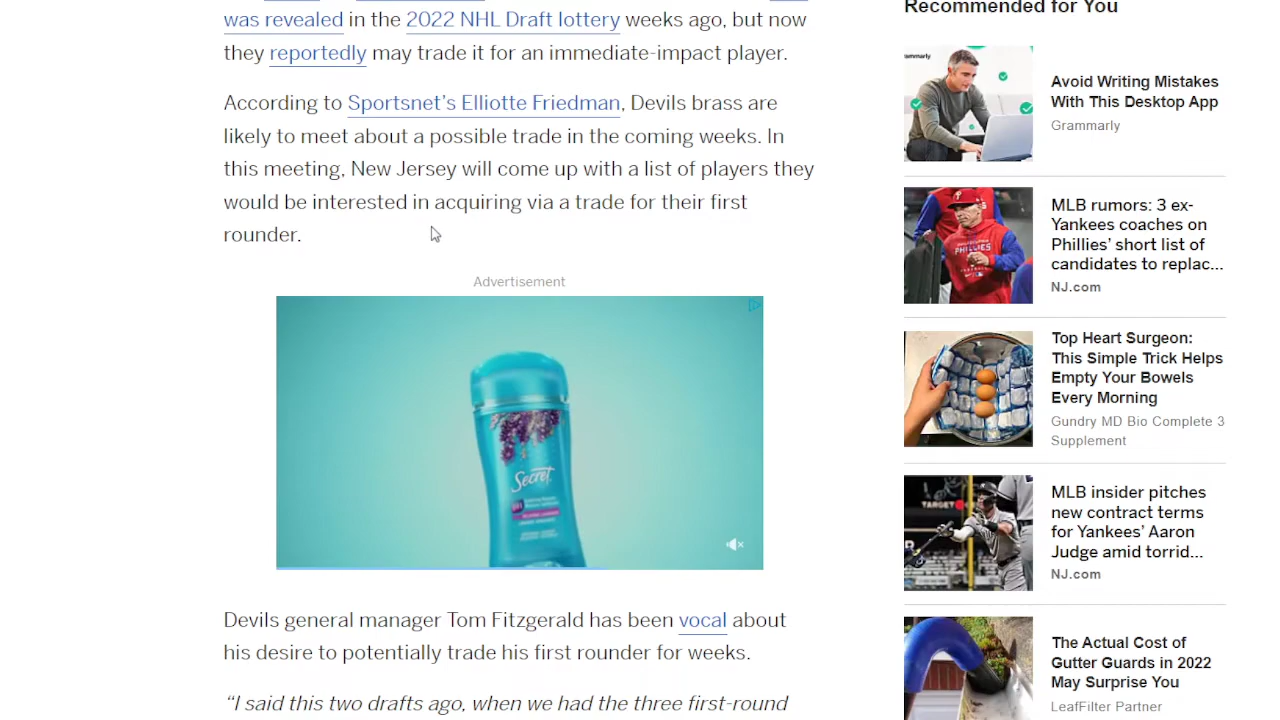 was revealed in the 2022 NHL Draft lottery weeks ago, but now
they reportedly may trade it for an immediate-impact player.
According to Sportsnet’s Elliotte Friedman, Devils brass are
likely to meet about a possible trade in the coming weeks. In
this meeting, New Jersey will come up with a list of players they
would be interested in acquiring via a trade for their first
rounder.
Advertisement
Secret
Devils general manager Tom Fitzgerald has been vocal about
his desire to potentially trade his first rounder for weeks.
“I said this two drafts ago, when we had the three first-round
Recommended for You
Avoid Writing Mistakes
With This Desktop App
Grammarly
PHILLIES
MLB rumors: 3 ex-
Yankees coaches on
Phillies’ short list of
candidates to replac...
NJ.com
Top Heart Surgeon:
This Simple Trick Helps
Empty Your Bowels
Every Morning
Gundry MD Bio Complete 3
Supplement
TARGET
MLB insider pitches
new contract terms
for Yankees’ Aaron
Judge amid torrid...
NJ.com
The Actual Cost of
Gutter Guards in 2022
May Surprise You
LeafFilter Partner